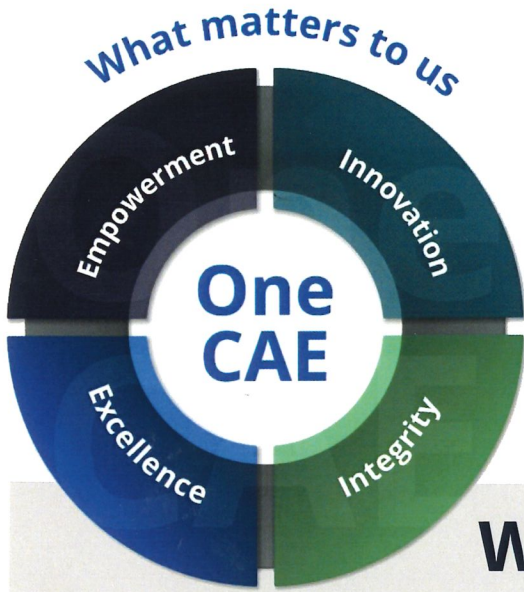 What matters to us
Empowerment
Innovation
One
CAE
Excellence
Integrity
W